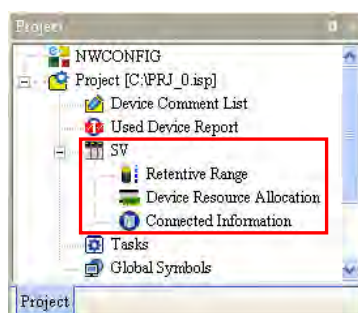 Project
NWCONFIG
Project [C:\PRJ_0.isp]
Device Comment List
Used Device Report
SV
Retentive Range
Device Resource Allocation
Connected Information
Tasks
Global Symbols
Project